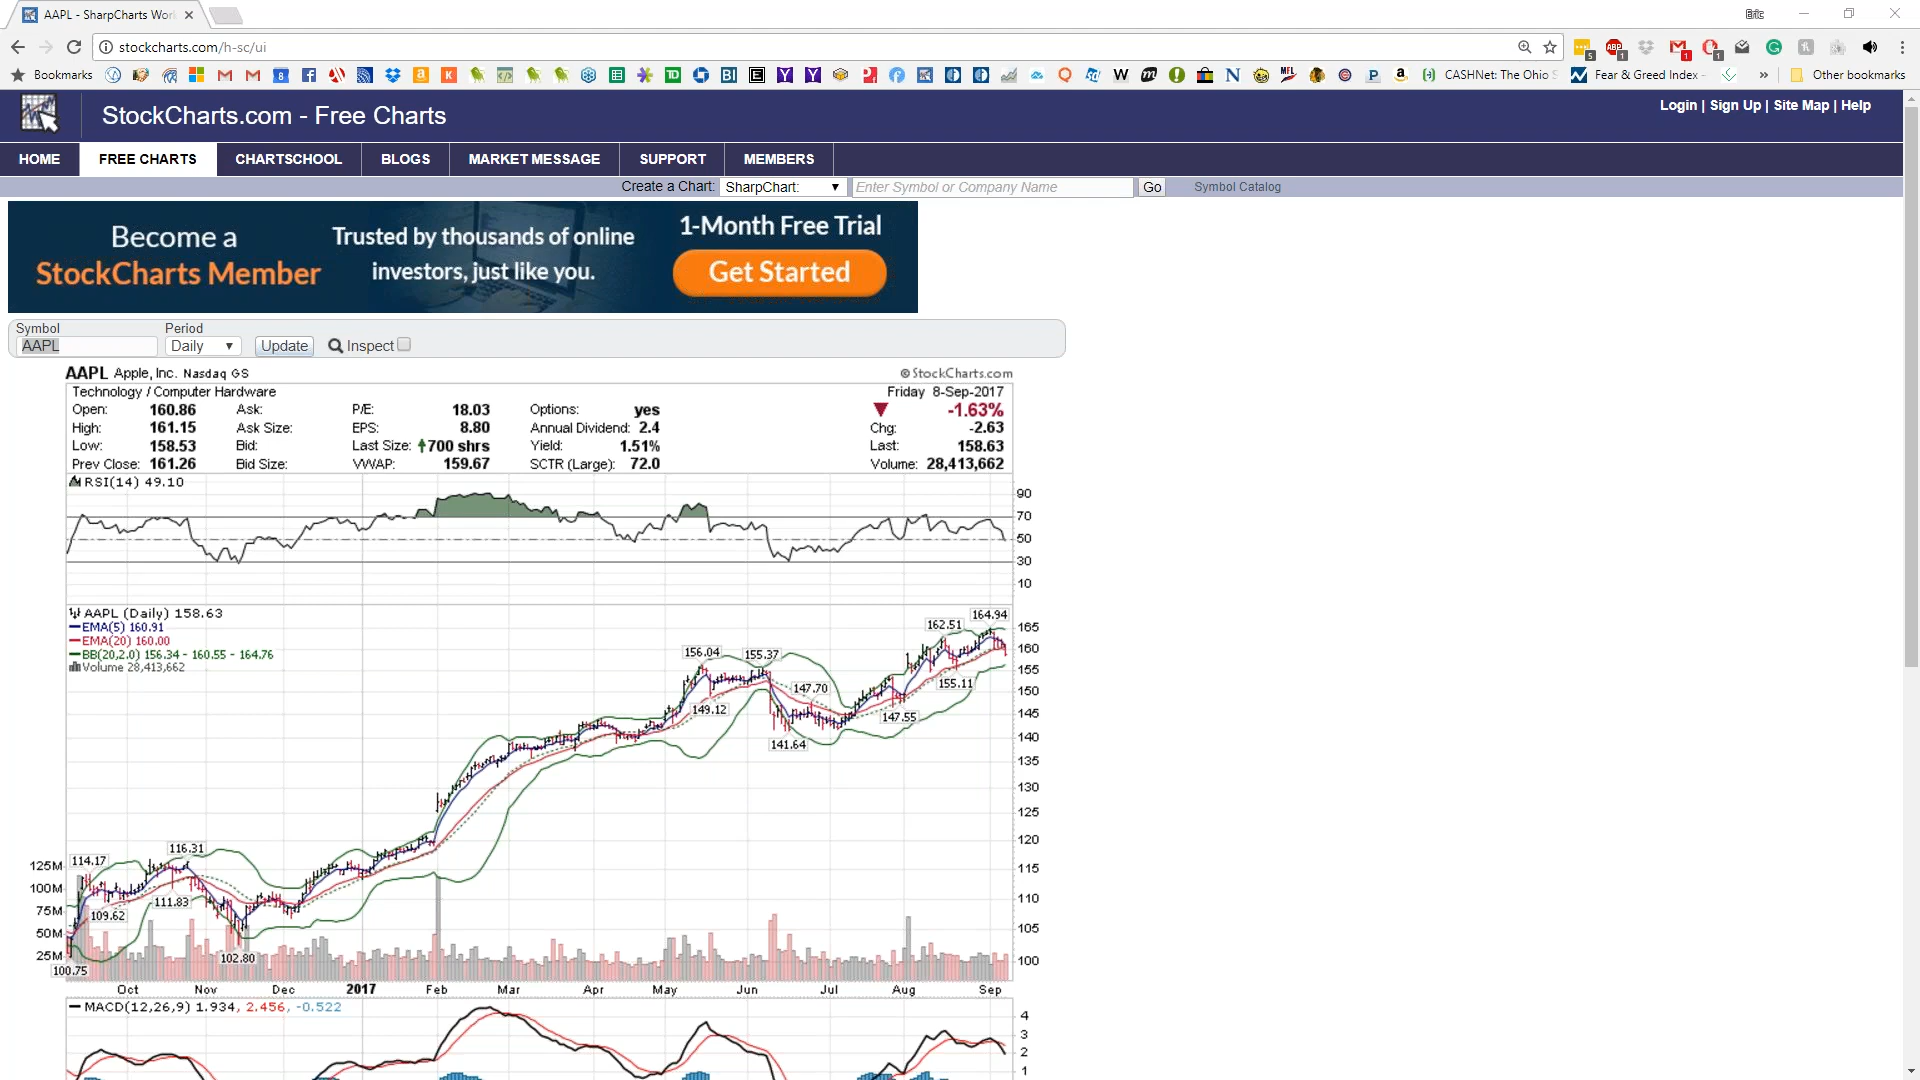 AAPL - SharpCharts Wor
Eric
stockcharts.com/h-sc/ui
Bookmarks
CASHNet: The Ohio S
Fear & Greed Index -
»
Other bookmarks
StockCharts.com - Free Charts
Login | Sign Up | Site Map | Help
HOME
FREE CHARTS
CHARTSCHOOL
BLOGS
MARKET MESSAGE
SUPPORT
MEMBERS
Create a Chart: SharpChart: Enter Symbol or Company Name Go Symbol Catalog
Become a
StockCharts Member
Trusted by thousands of online
investors, just like you.
1-Month Free Trial
Get Started
Symbol
Period
AAPL Daily Update Inspect
AAPL Apple, Inc. Nasdaq GS
© StockCharts.com
Technology / Computer Hardware
Friday 8-Sep-2017
Open: 160.86 Ask: P/E: 18.03 Options: yes -1.63%
High: 161.15 Ask Size: EPS: 8.80 Annual Dividend: 2.4 Chg: -2.63
Low: 158.53 Bid: Last Size: 700 shrs Yield: 1.51% Last: 158.63
Prev Close: 161.26 Bid Size: VWAP: 159.67 SCTR (Large): 72.0 Volume: 28,413,662
RSI(14) 49.10
90
70
50
30
10
AAPL (Daily) 158.63
EMA(5) 160.91
EMA(20) 160.00
BB(20,2.0) 156.34 - 160.55 - 164.76
Volume 28,413,662
164.94
162.51
156.04
155.37
155.11
147.70
149.12
147.55
141.64
116.31
114.17
111.83
109.62
102.80
100.75
165
160
155
150
145
140
135
130
125
120
115
110
105
100
125M
100M
75M
50M
25M
Oct Nov Dec 2017 Feb Mar Apr May Jun Jul Aug Sep
MACD(12,26,9) 1.934, 2.456, -0.522
4
3
2
1